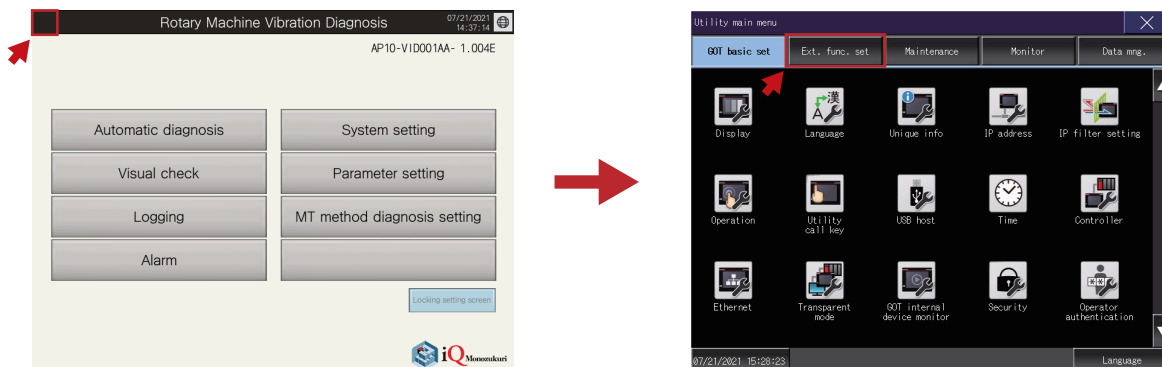 Rotary Machine Vibration Diagnosis
07/21/2021
14:37:14
AP10-VID001AA- 1.004E
Automatic diagnosis
System setting
Visual check
Parameter setting
Logging
MT method diagnosis setting
Alarm
Locking setting screen
iQ Monozukuri
Utility main menu
GOT basic set
Ext. func. set
Maintenance
Monitor
Data mng.
A漢
Display
Language
Unique info
IP address
IP filter setting
Operation
Utility
call key
USB host
Time
Controller
Ethernet
Transparent
mode
GOT internal
device monitor
Security
**
Operator
authentication
07/21/2021 15:28:23
Language